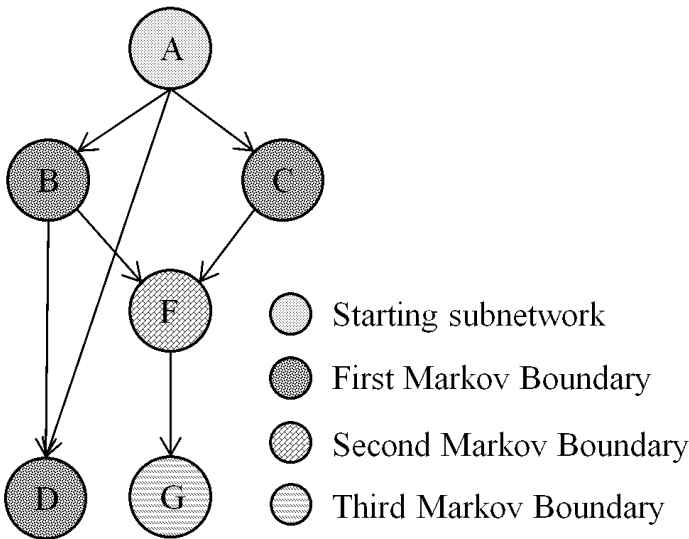 A
B
C
F
D
G
Starting subnetwork
First Markov Boundary
Second Markov Boundary
Third Markov Boundary